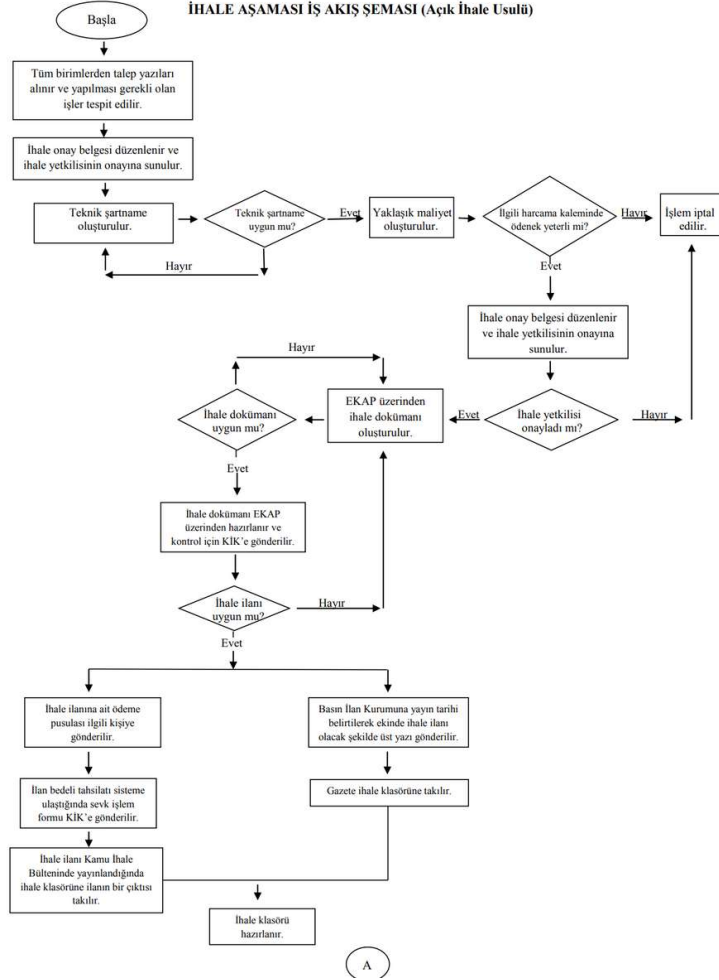 İHALE AŞAMASI İŞ AKIŞ ŞEMASI (Açık İhale Usulü)
Başla
Tüm birimlerden talep yazıları
alınır ve yapılması gerekli olan
işler tespit edilir.
İhale onay belgesi düzenlenir ve
ihale yetkilisinin onayına sunulur.
Teknik şartname
oluşturulur.
Teknik şartname
uygun mu?
Evet
Hayır
Yaklaşık maliyet
oluşturulur.
İlgili harcama kaleminde
ödenek yeterli mi?
Hayır
İşlem iptal
edilir.
Evet
İhale onay belgesi düzenlenir
ve ihale yetkilisinin onayına
sunulur.
İhale yetkilisi
onayladı mı?
Hayır
Evet
EKAP üzerinden
ihale dokümanı
oluşturulur.
Hayır
İhale dokümanı
uygun mu?
Evet
İhale dokümanı EKAP
üzerinden hazırlanır ve
kontrol için KİK’e gönderilir.
İhale ilanı
uygun mu?
Hayır
Evet
İhale ilanına ait ödeme
pusulası ilgili kişiye
gönderilir.
İlan bedeli tahsilatı sisteme
ulaştığında sevk işlem
formu KİK’e gönderilir.
İhale ilanı Kamu İhale
Bülteninde yayınlandığında
ihale klasörüne ilanın bir çıktısı
takılır.
Basın İlan Kurumuna yayın tarihi
belirtilerek ekinde ihale ilanı
olacak şekilde üst yazı gönderilir.
Gazete ihale klasörüne takılır.
İhale klasörü
hazırlanır.
A